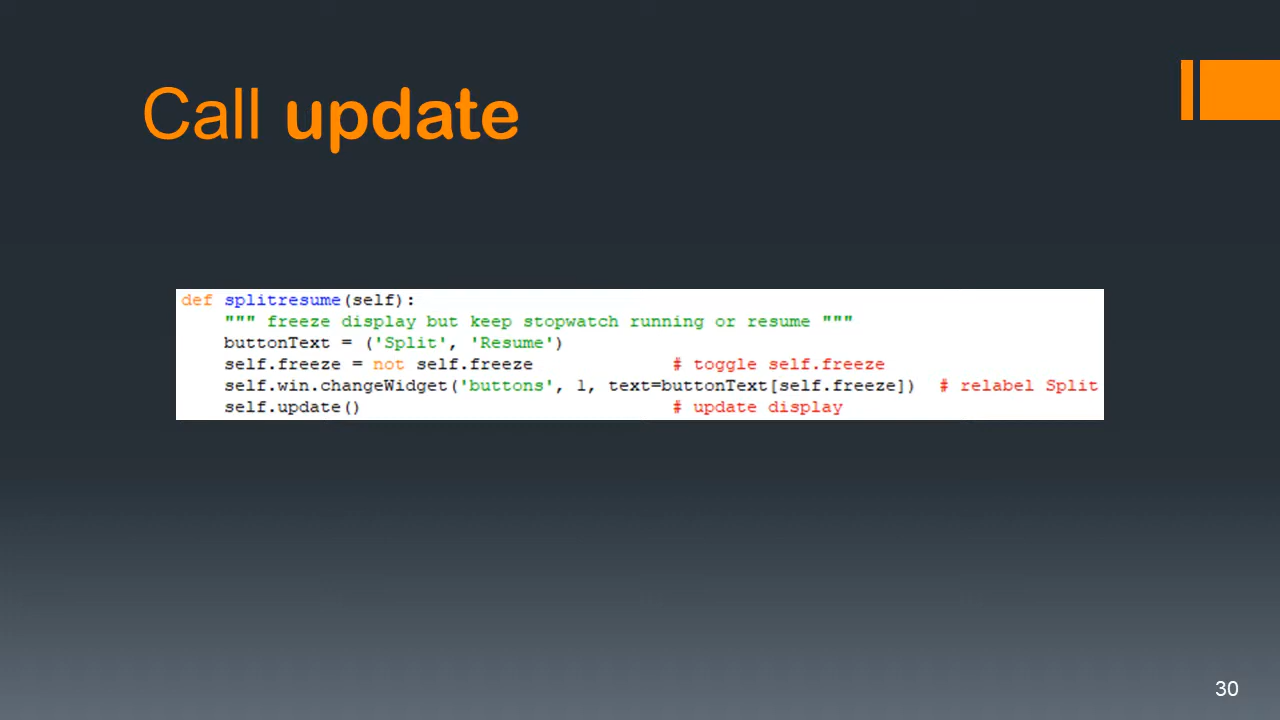 Call update
def splitresume(self):
    """ freeze display but keep stopwatch running or resume """
    buttonText = ('Split', 'Resume')
    self.freeze = not self.freeze             # toggle self.freeze
    self.win.changeWidget('buttons', 1, text=buttonText[self.freeze])  # relabel Split
    self.update()                             # update display
30